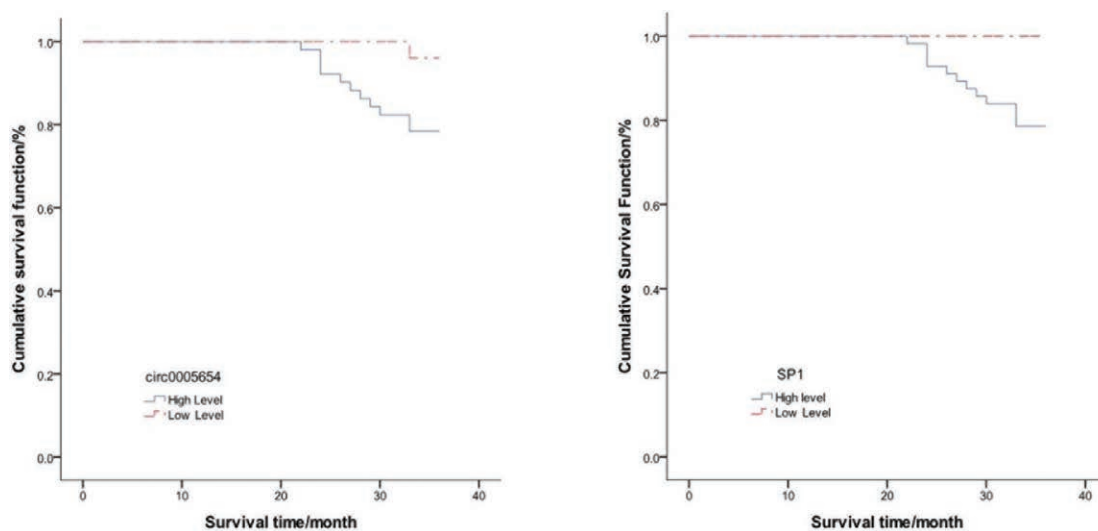 Cumulative survival function/%
1.0
0.8
0.6
0.4
0.2
0.0
circ0005654
High Level
Low Level
0 10 20 30 40
Survival time/month
Cumulative Survival Function/%
1.0
0.8
0.6
0.4
0.2
0.0
SP1
High level
Low Level
0 10 20 30 40
Survival time/month